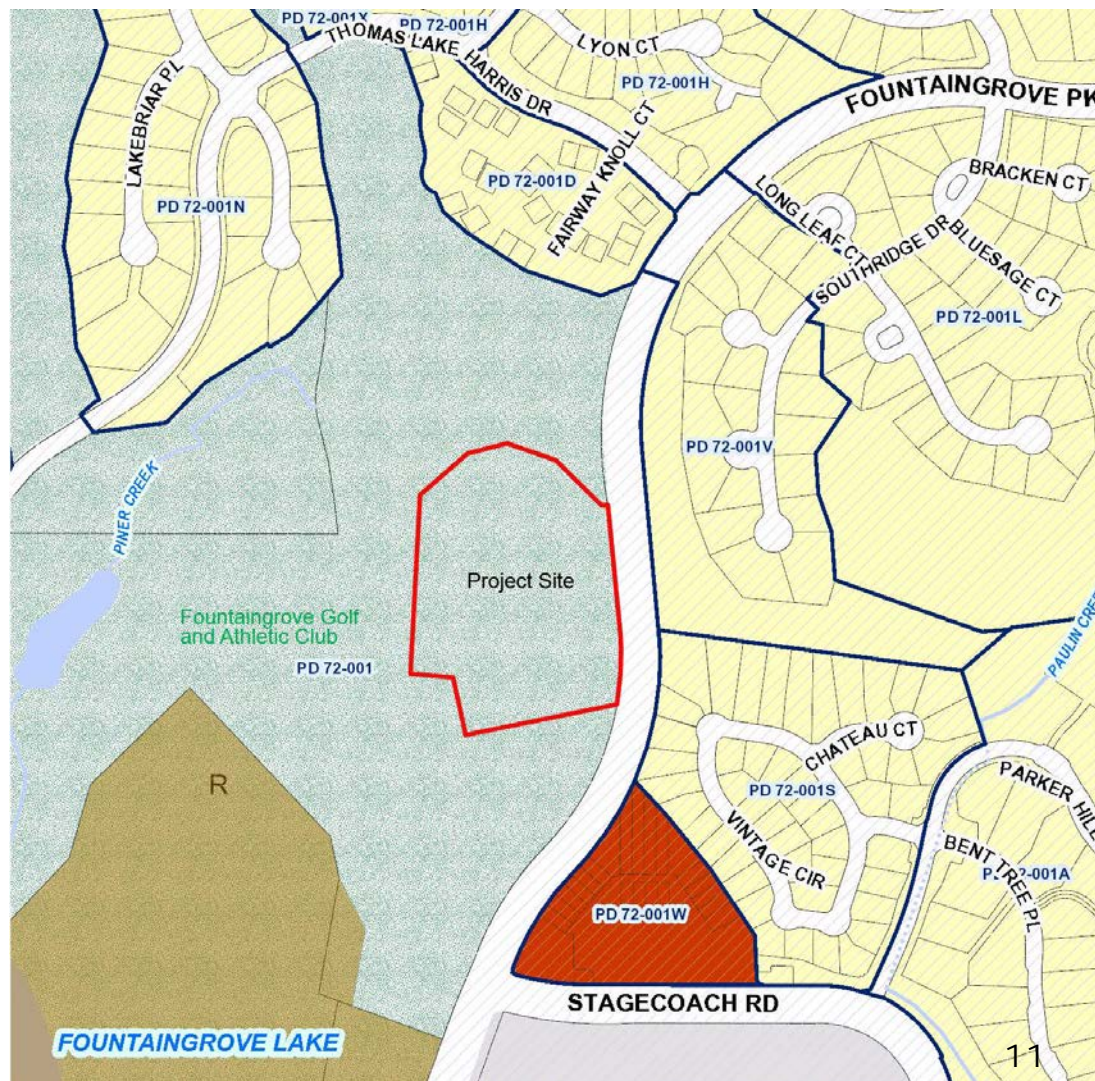 PD 72-001X
PD 72-001H
THOMAS LAKE HARRIS DR
LYON CT
PD 72-001H
FOUNTAINGROVE PK
LAKEBRIAR PL
FAIRWAY KNOLL CT
BRACKEN CT
PD 72-001D
LONG LEAF CT
PD 72-001N
SOUTHRIDGE DR
BLUESAGE CT
PD 72-001L
PD 72-001V
PINER CREEK
Project Site
Fountaingrove Golf
and Athletic Club
PD 72-001
PAULIN CREE
R
CHATEAU CT
PARKER HILL
PD 72-001S
VINTAGE CIR
BENT TREE PL
2-001A
PD 72-001W
STAGECOACH RD
FOUNTAINGROVE LAKE
11